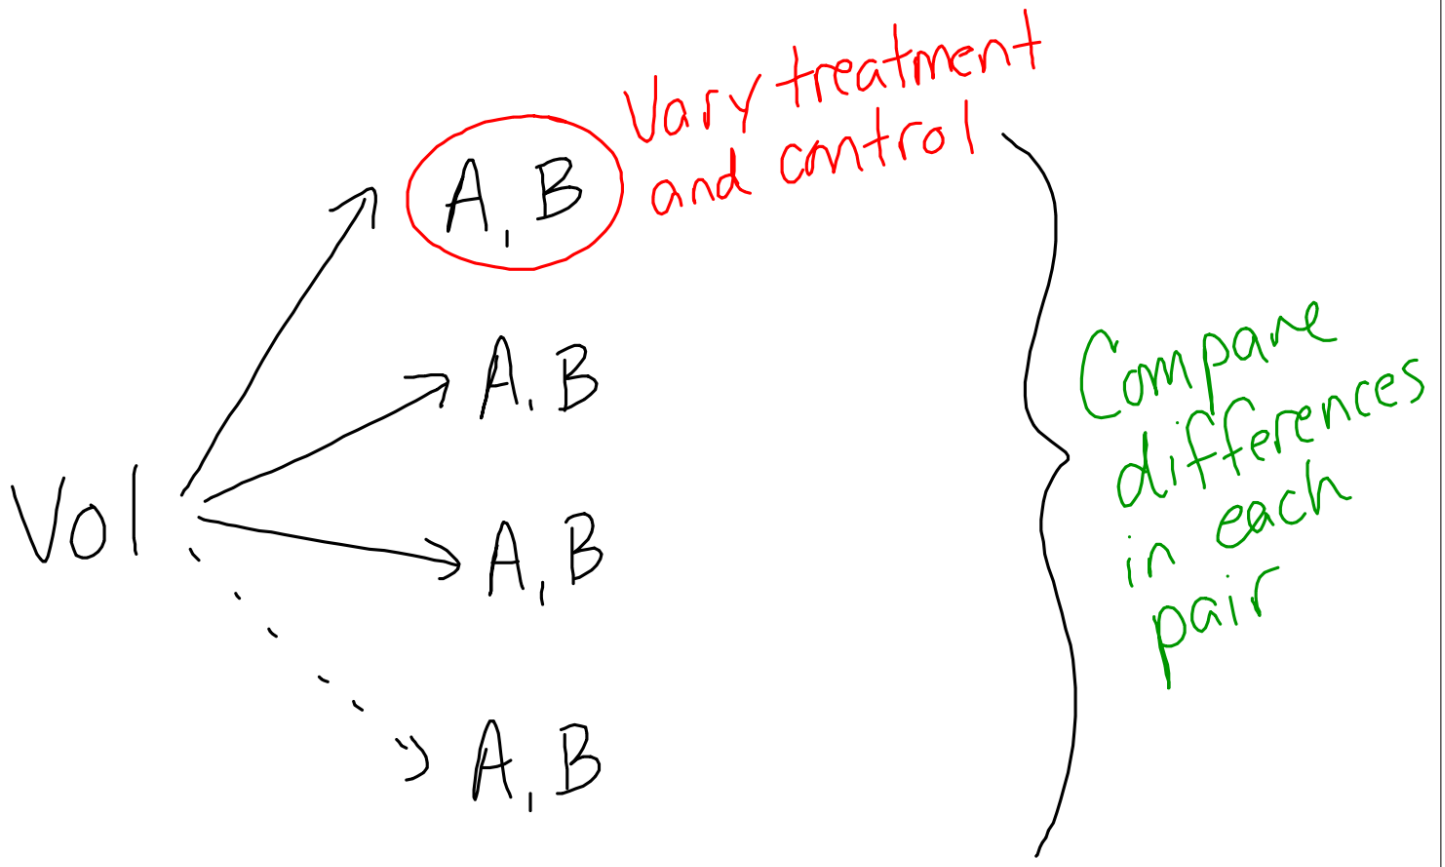 Vary treatment
and control
A, B
A, B
Vol
A, B
A, B
Compare
differences
in each
pair